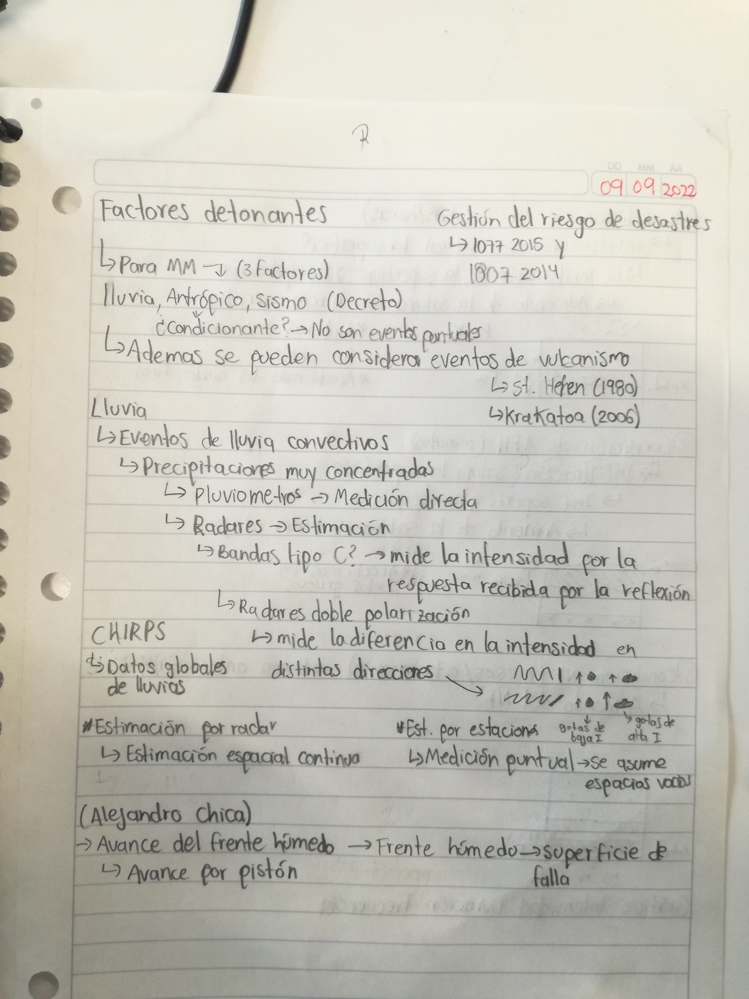 R
DD MM AA
09 09 2022
Factores detonantes
Gestión del riesgo de desastres
↳ 1077 2015 y
1807 2014
↳ Para MM → (3 factores)
lluvia, Antrópico, Sismo (Decreto)
¿Condicionante? → No son eventos puntuales
↳ Ademas se pueden considerar eventos de vulcanismo
↳ St. Helen (1980)
↳ Krakatoa (2006)
Lluvia
↳ Eventos de lluvia convectivos
↳ Precipitaciones muy concentradas
↳ Pluviometros → Medición directa
↳ Radares → Estimación
↳ Bandas tipo C? → mide la intensidad por la
respuesta recibida por la reflexión
↳ Radares doble polarización
↳ mide la diferencia en la intensidad en
distintas direcciones
CHIRPS
↳ Datos globales
de lluvias
gotas de
baja I
gotas de
alta I
*Estimación por radar
↳ Estimación espacial continua
*Est. por estaciones
↳ Medición puntual → se asume
espacios vacíos
(Alejandro Chica)
→ Avance del frente húmedo → Frente húmedo → superficie de
falla
↳ Avance por pistón